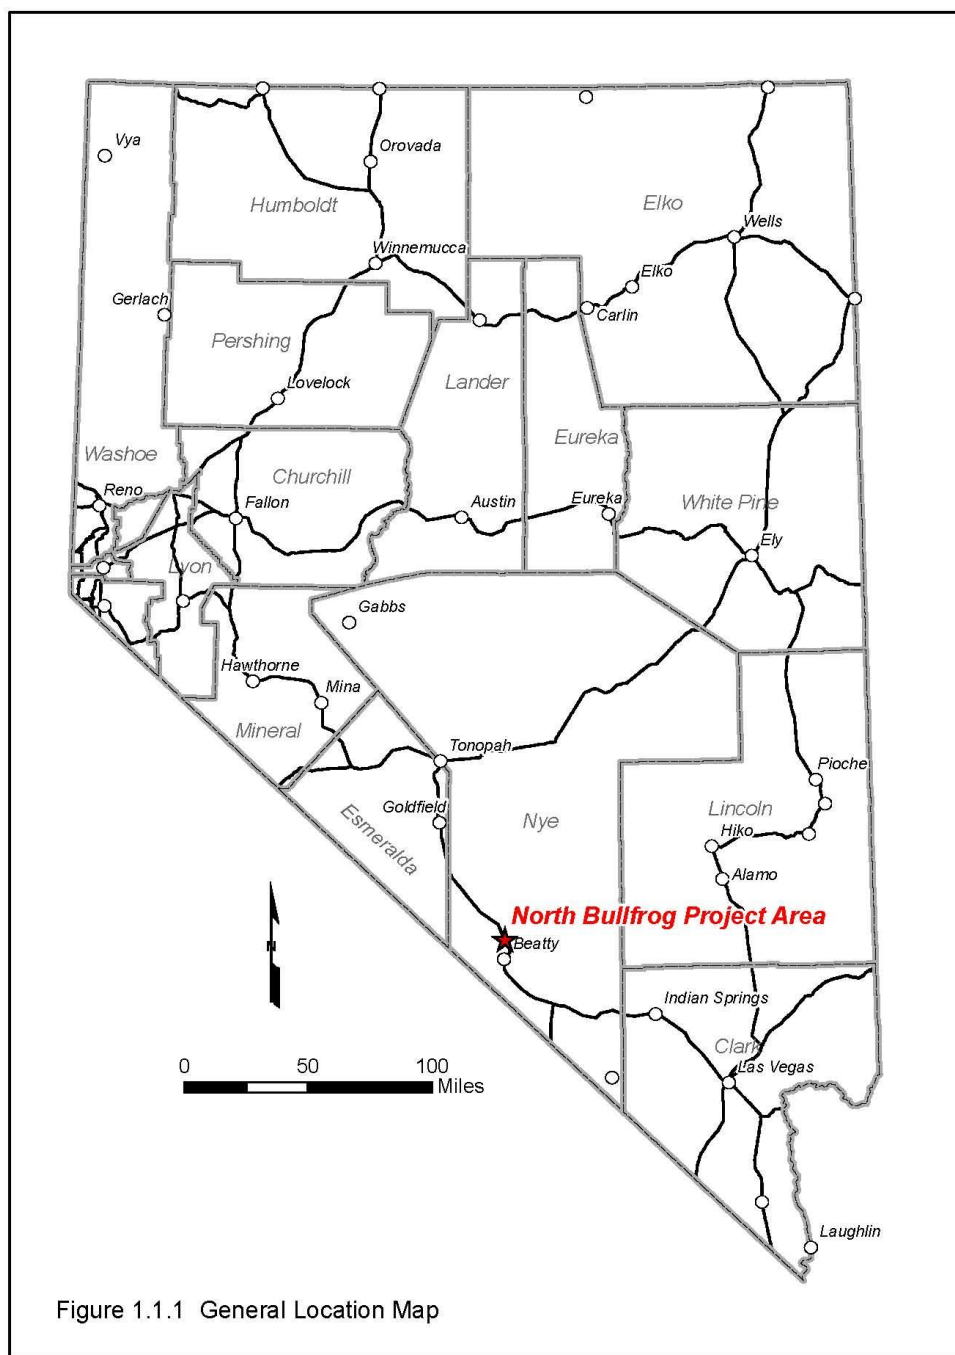 Vya
Orovada
Humboldt
Elko
Wells
Winnemucca
Elko
Gerlach
Carlin
Pershing
Lander
Lovelock
Eureka
Washoe
Churchill
Reno
Fallon
Austin
Eureka
White Pine
Ely
Lyon
Gabbs
Hawthorne
Mina
Mineral
Tonopah
Pioche
Goldfield
Esmeralda
Nye
Lincoln
Hiko
Alamo
North Bullfrog Project Area
Beatty
N
Indian Springs
Clark
Las Vegas
0 50 100
Miles
Laughlin
Figure 1.1.1 General Location Map